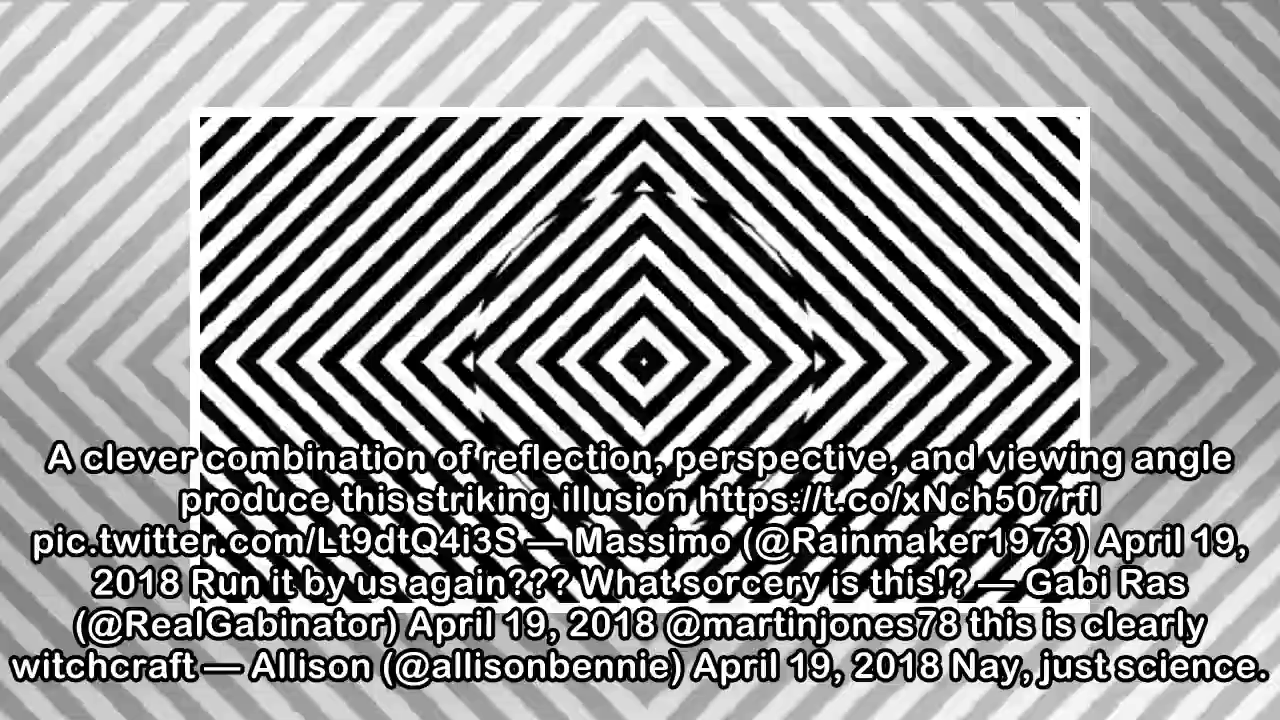 A clever combination of reflection, perspective, and viewing angle
produce this striking illusion https://t.co/xNch507rfl
pic.twitter.com/Lt9dtQ4i3S — Massimo (@Rainmaker1973) April 19,
2018 Run it by us again??? What sorcery is this!? — Gabi Ras
(@RealGabinator) April 19, 2018 @martinjones78 this is clearly
witchcraft — Allison (@allisonbennie) April 19, 2018 Nay, just science.